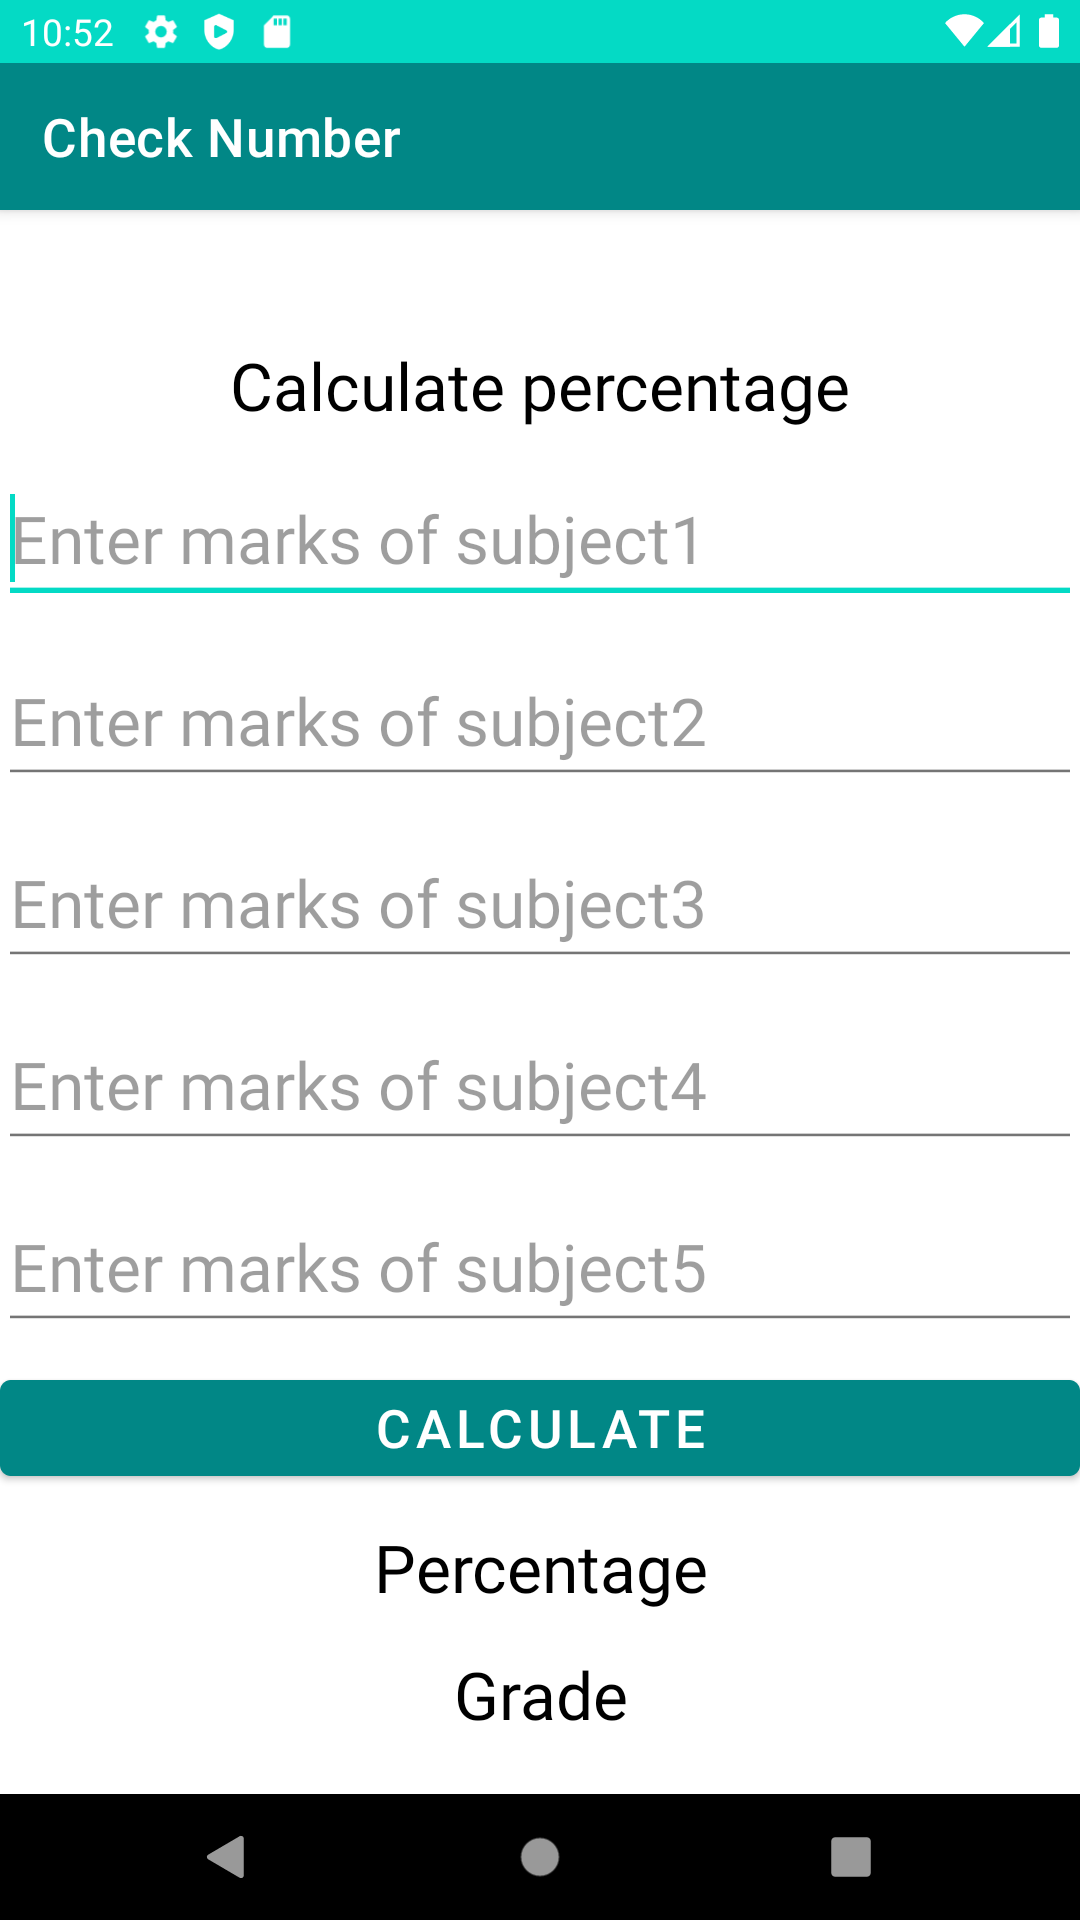 10:52
Check Number
Calculate percentage
Enter marks of subject1
Enter marks of subject2
Enter marks of subject3
Enter marks of subject4
Enter marks of subject5
CALCULATE
Percentage
Grade